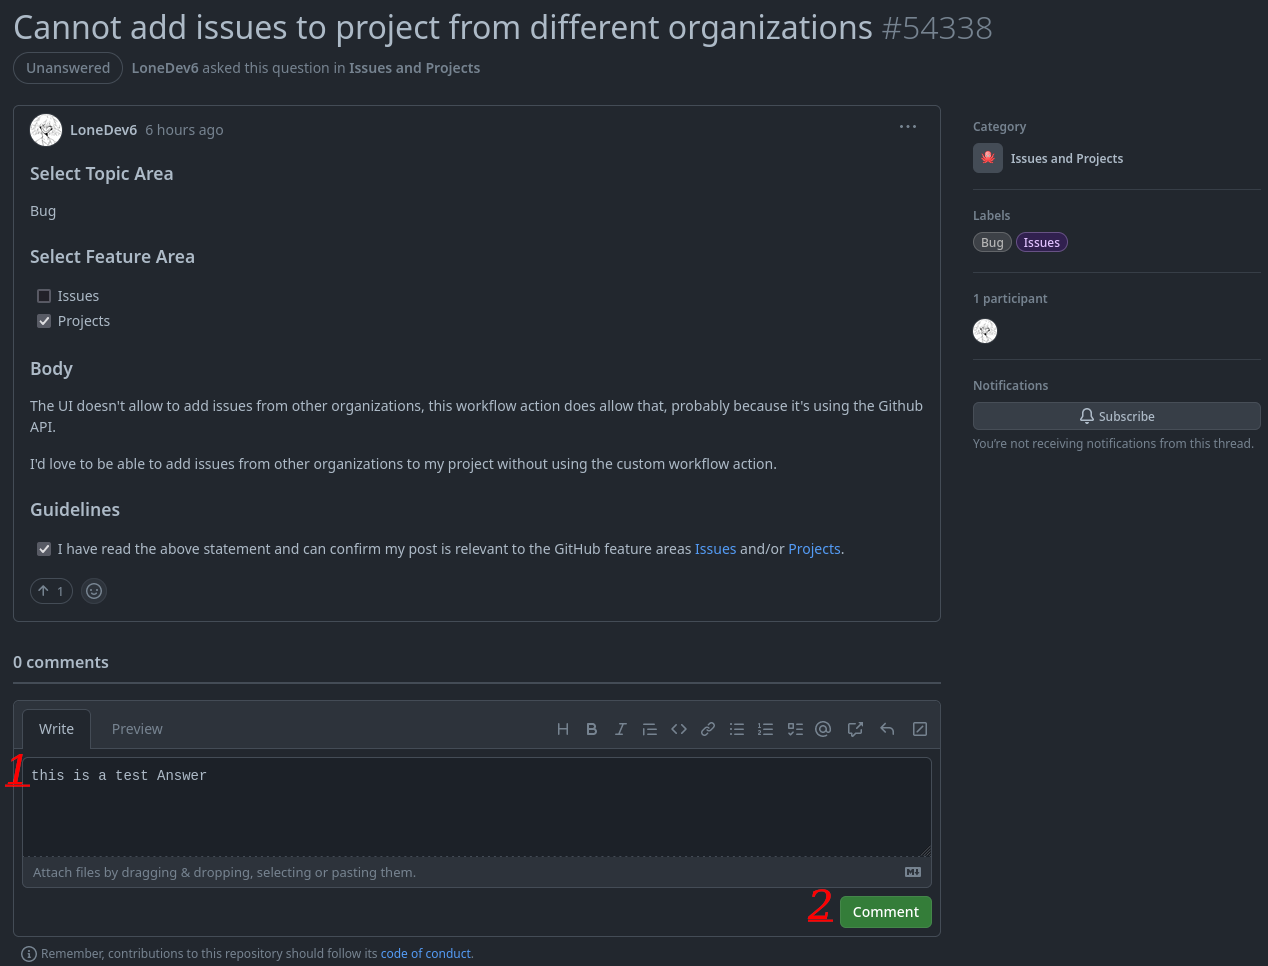 Cannot add issues to project from different organizations #54338
Unanswered LoneDev6 asked this question in Issues and Projects
LoneDev6 6 hours ago
Select Topic Area
Bug
Select Feature Area
Issues
Projects
Body
The UI doesn't allow to add issues from other organizations, this workflow action does allow that, probably because it's using the Github
API.
I'd love to be able to add issues from other organizations to my project without using the custom workflow action.
Guidelines
I have read the above statement and can confirm my post is relevant to the GitHub feature areas Issues and/or Projects.
1
Category
Issues and Projects
Labels
Bug Issues
1 participant
Notifications
Subscribe
You're not receiving notifications from this thread.
0 comments
Write Preview
1
this is a test Answer
Attach files by dragging & dropping, selecting or pasting them.
2
Comment
Remember, contributions to this repository should follow its code of conduct.